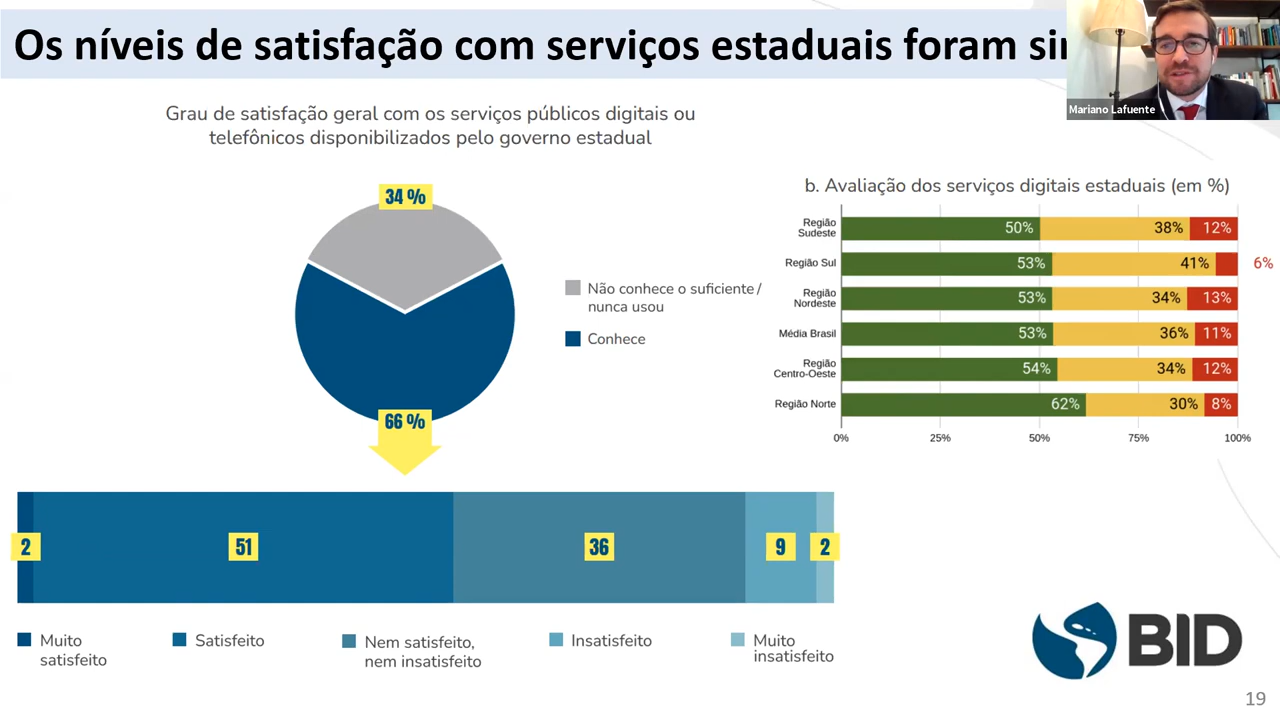 Os níveis de satisfação com serviços estaduais foram
Mariano Lafuente
Grau de satisfação geral com os serviços públicos digitais ou
telefônicos disponibilizados pelo governo estadual
34 %
Não conhece o suficiente /
nunca usou
Conhece
66 %
b. Avaliação dos serviços digitais estaduais (em %)
Região
Sudeste
50% 38% 12%
Região Sul
53% 41% 6%
Região
Nordeste
53% 34% 13%
Média Brasil
53% 36% 11%
Região
Centro-Oeste
54% 34% 12%
Região Norte
62% 30% 8%
0% 25% 50% 75% 100%
2 51 36 9 2
Muito
satisfeito
Satisfeito
Nem satisfeito,
nem insatisfeito
Insatisfeito
Muito
insatisfeito
BID
19